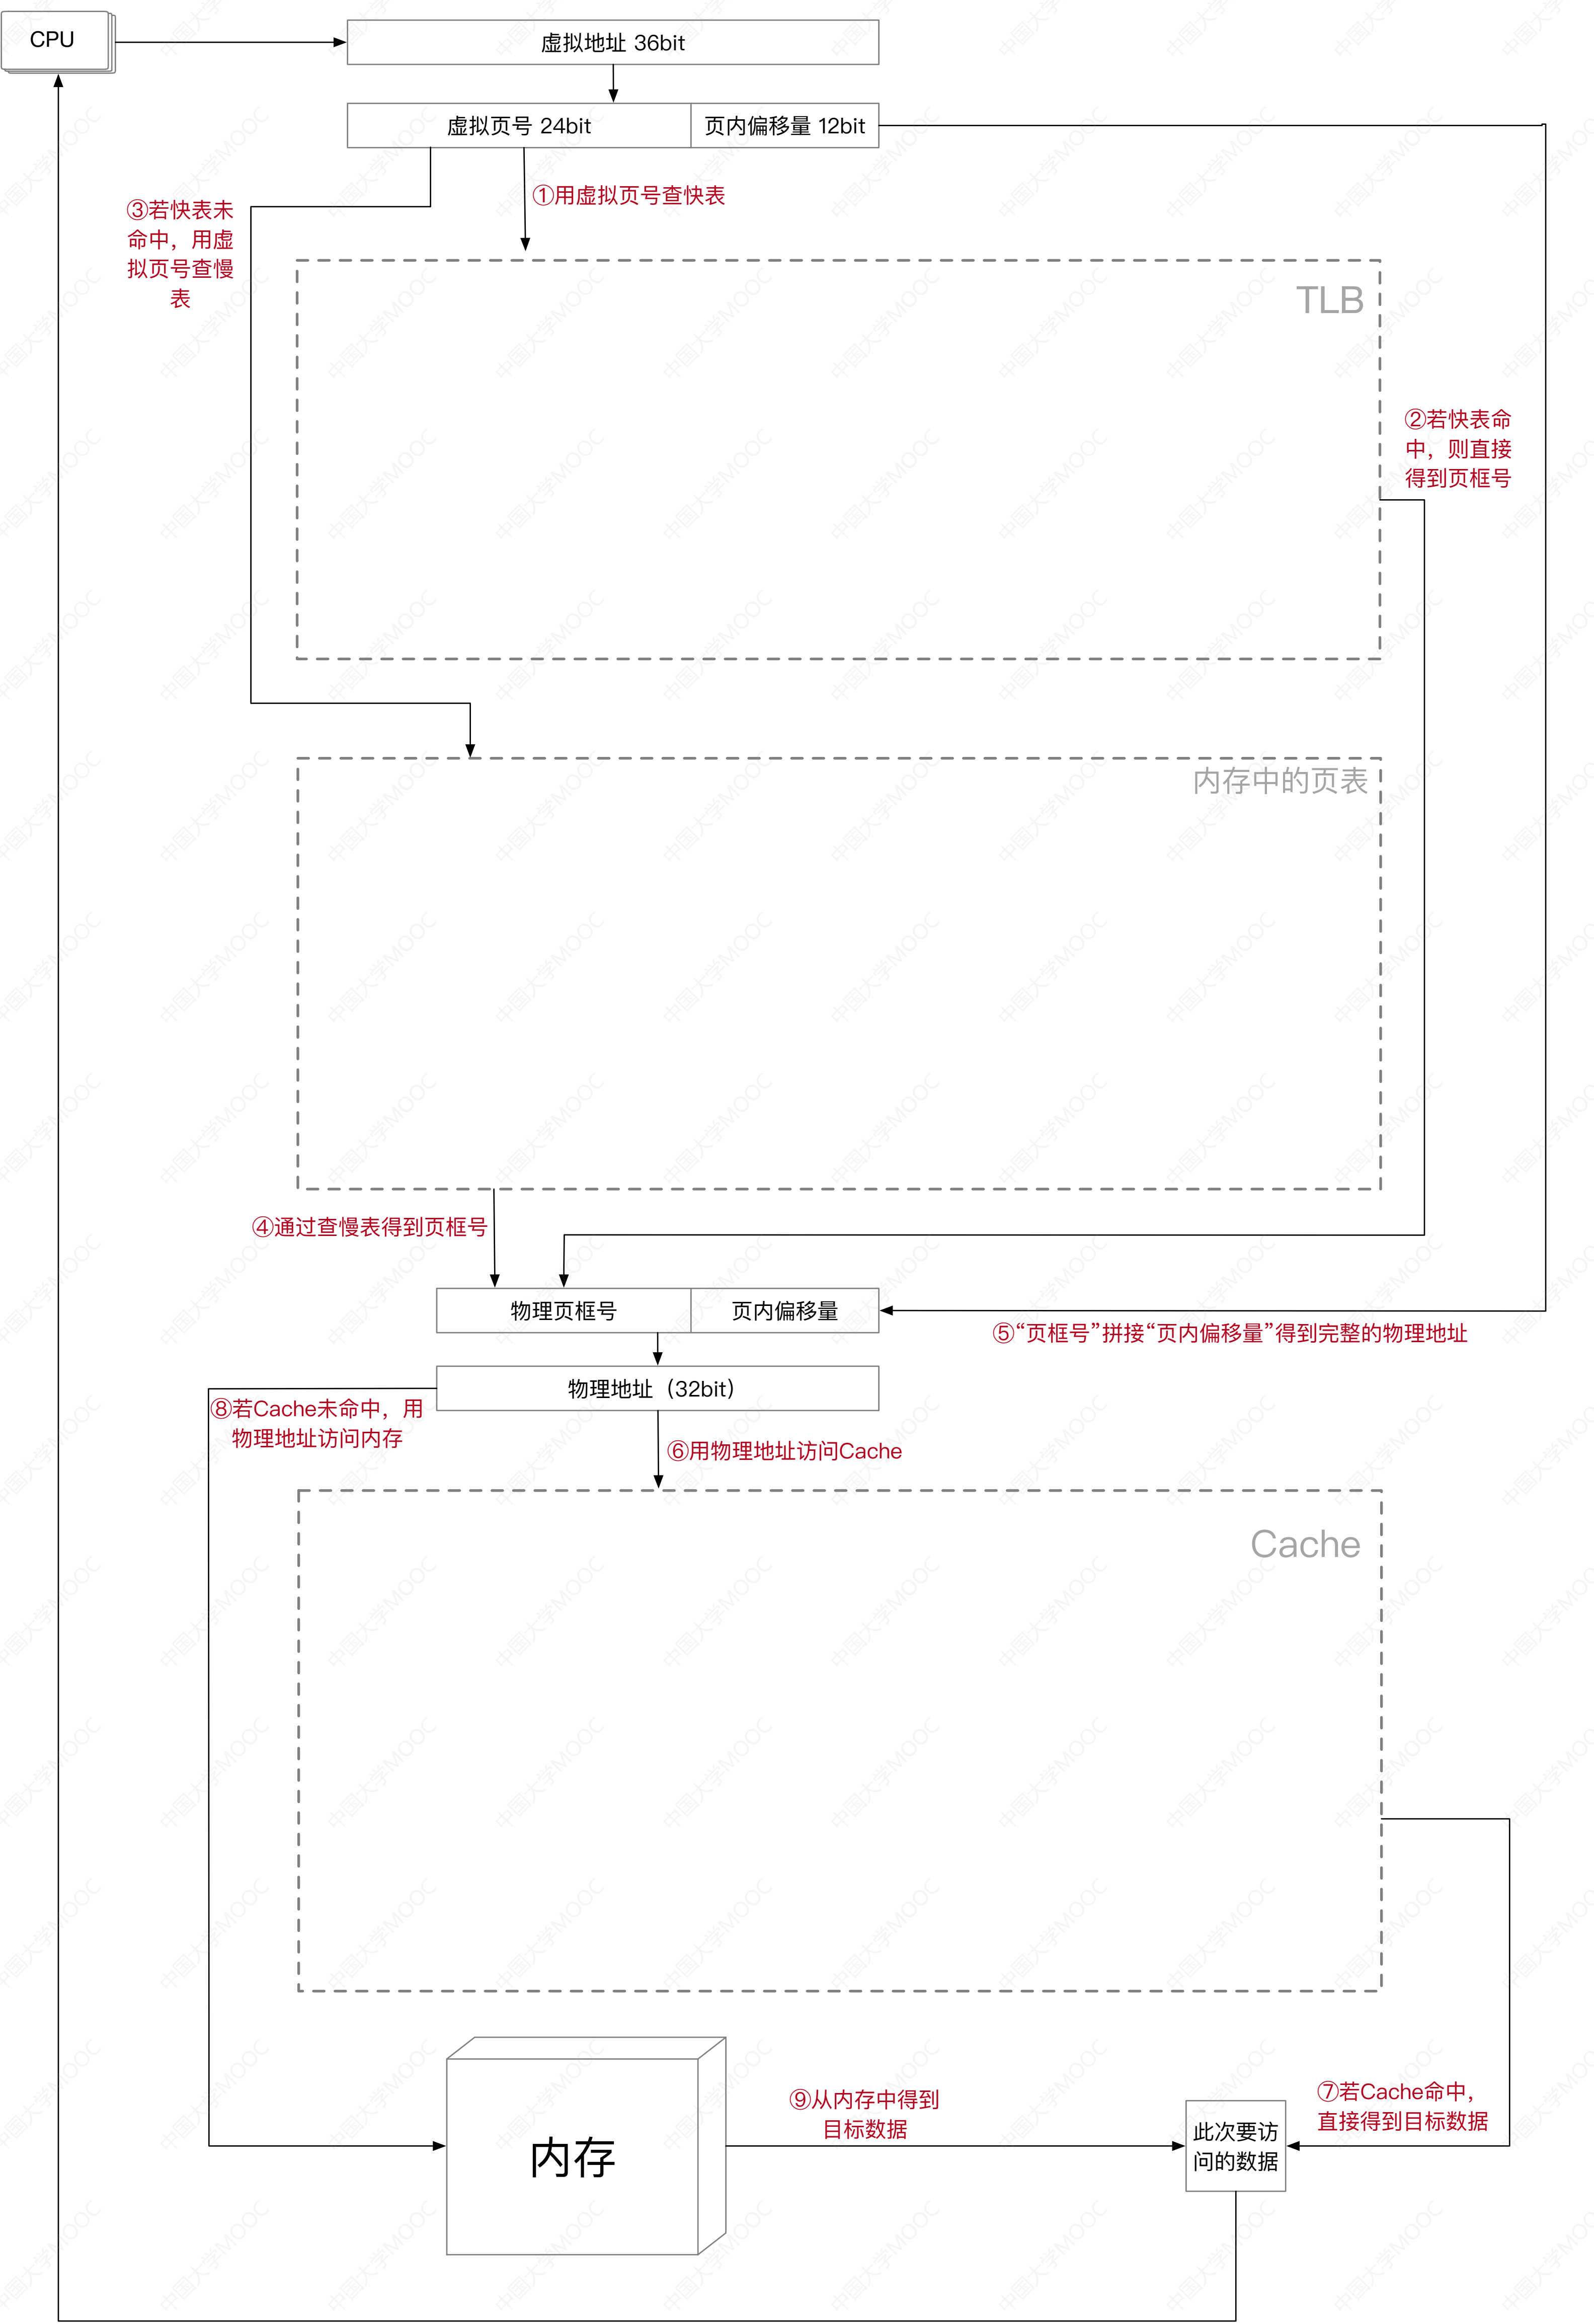 CPU
虚拟地址 36bit
虚拟页号 24bit
页内偏移量 12bit
①用虚拟页号查快表
③若快表未
命中，用虚
拟页号查慢
表
TLB
②若快表命
中，则直接
得到页框号
内存中的页表
④通过查慢表得到页框号
物理页框号
页内偏移量
⑤“页框号”拼接“页内偏移量”得到完整的物理地址
物理地址（32bit）
⑧若Cache未命中，用
物理地址访问内存
⑥用物理地址访问Cache
Cache
内存
⑨从内存中得到
目标数据
此次要访
问的数据
⑦若Cache命中，
直接得到目标数据
中国大学MOOC